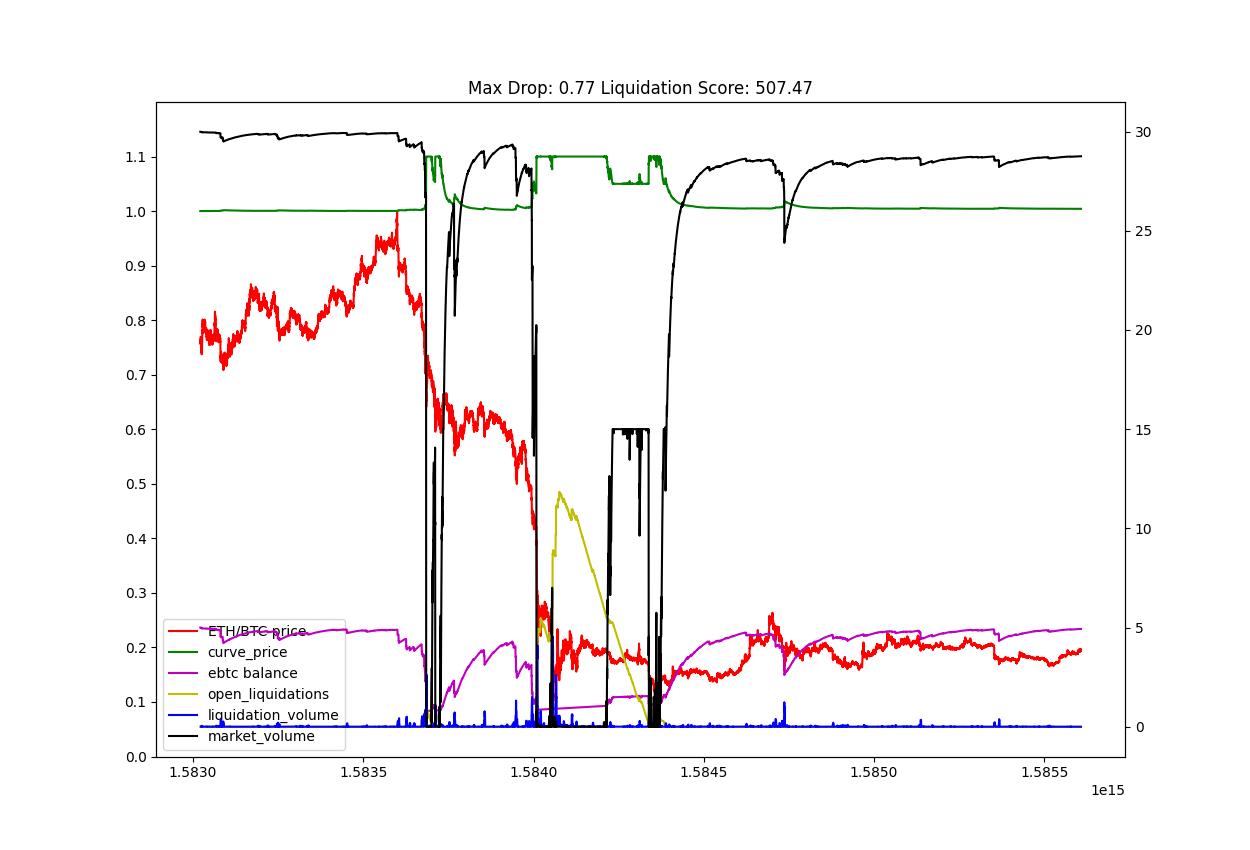 Max Drop: 0.77 Liquidation Score: 507.47
1.1
1.0
0.9
0.8
0.7
0.6
0.5
0.4
0.3
0.2
0.1
0.0
30
25
20
15
10
5
0
ETH/BTC price
curve_price
ebtc balance
open_liquidations
liquidation_volume
market_volume
1.5830 1.5835 1.5840 1.5845 1.5850 1.5855
1e15